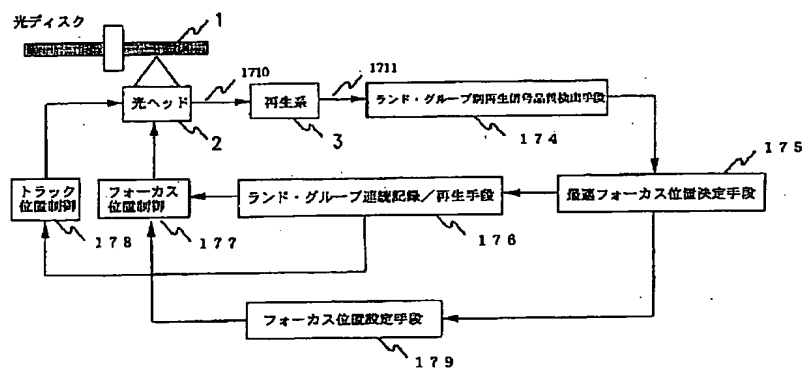 光ディスク
1
1710
1711
光ヘッド
再生系
ランド・グループ別再生信号品質検出手段
2
3
174
175
トラック
位置制御
フォーカス
位置制御
ランド・グループ連続記録／再生手段
最適フォーカス位置決定手段
178
177
176
フォーカス位置設定手段
179